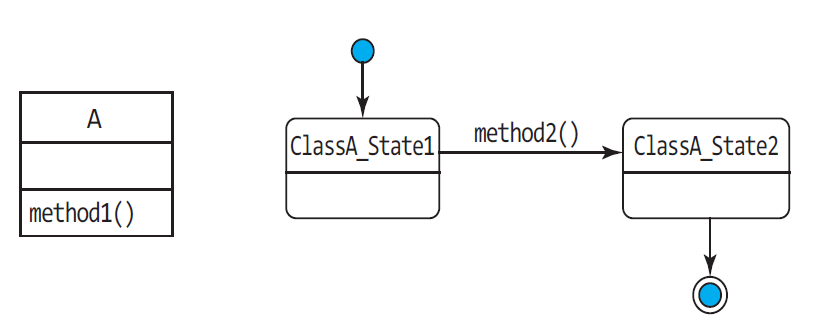 A
method1()
ClassA_State1
method2()
ClassA_State2